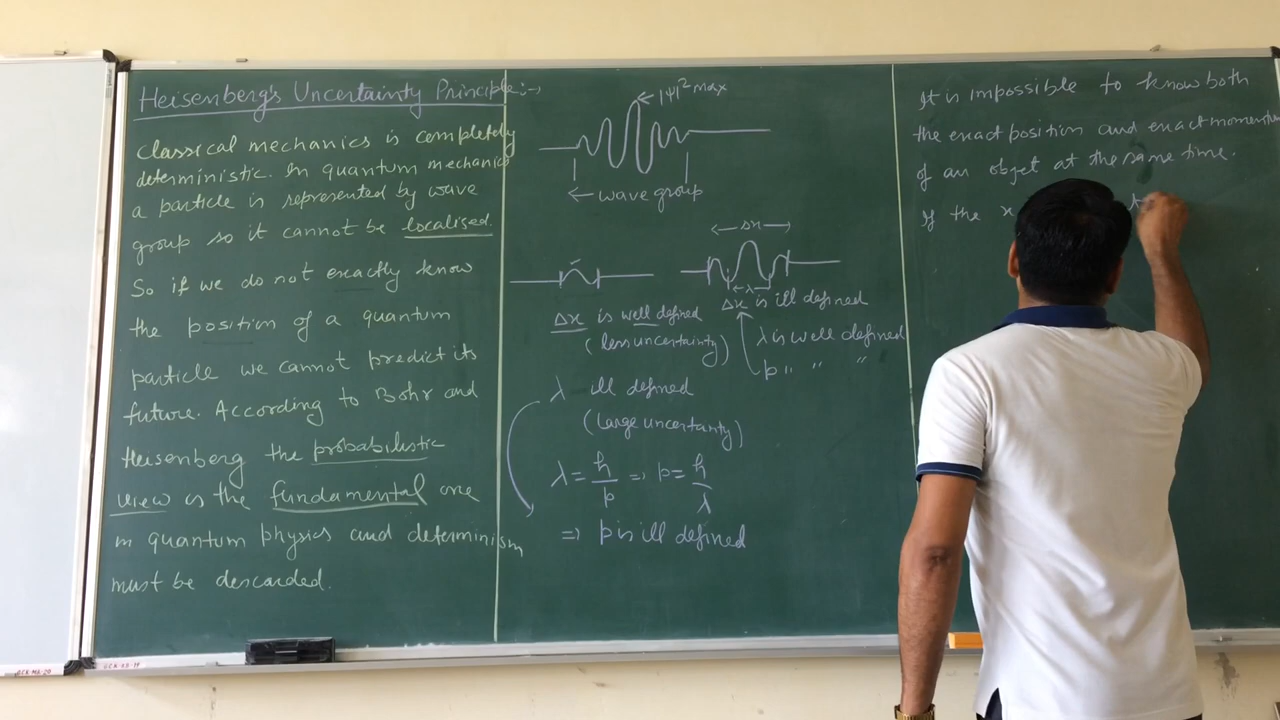 Heisenberg's Uncertainty Principle:-
Classical mechanics is completely
deterministic. In quantum mechanics
a particle is represented by wave
group so it cannot be localised.
So if we do not exactly know
the position of a quantum
particle we cannot predict its
future. According to Bohr and
Heisenberg the probabilistic
view is the fundamental one
in quantum physics and determinism
must be descarded.
|ψ|² max
← wave group
← Δx →
←λ→
Δx is well defined
(less uncertainty)
Δx is ill defined
λ is well defined
p " " "
λ ill defined
(large uncertainty)
λ = h/p ⇒ p = h/λ
⇒ p is ill defined
It is impossible to know both
the exact position and exact momentum
of an objet at the same time.
If the x